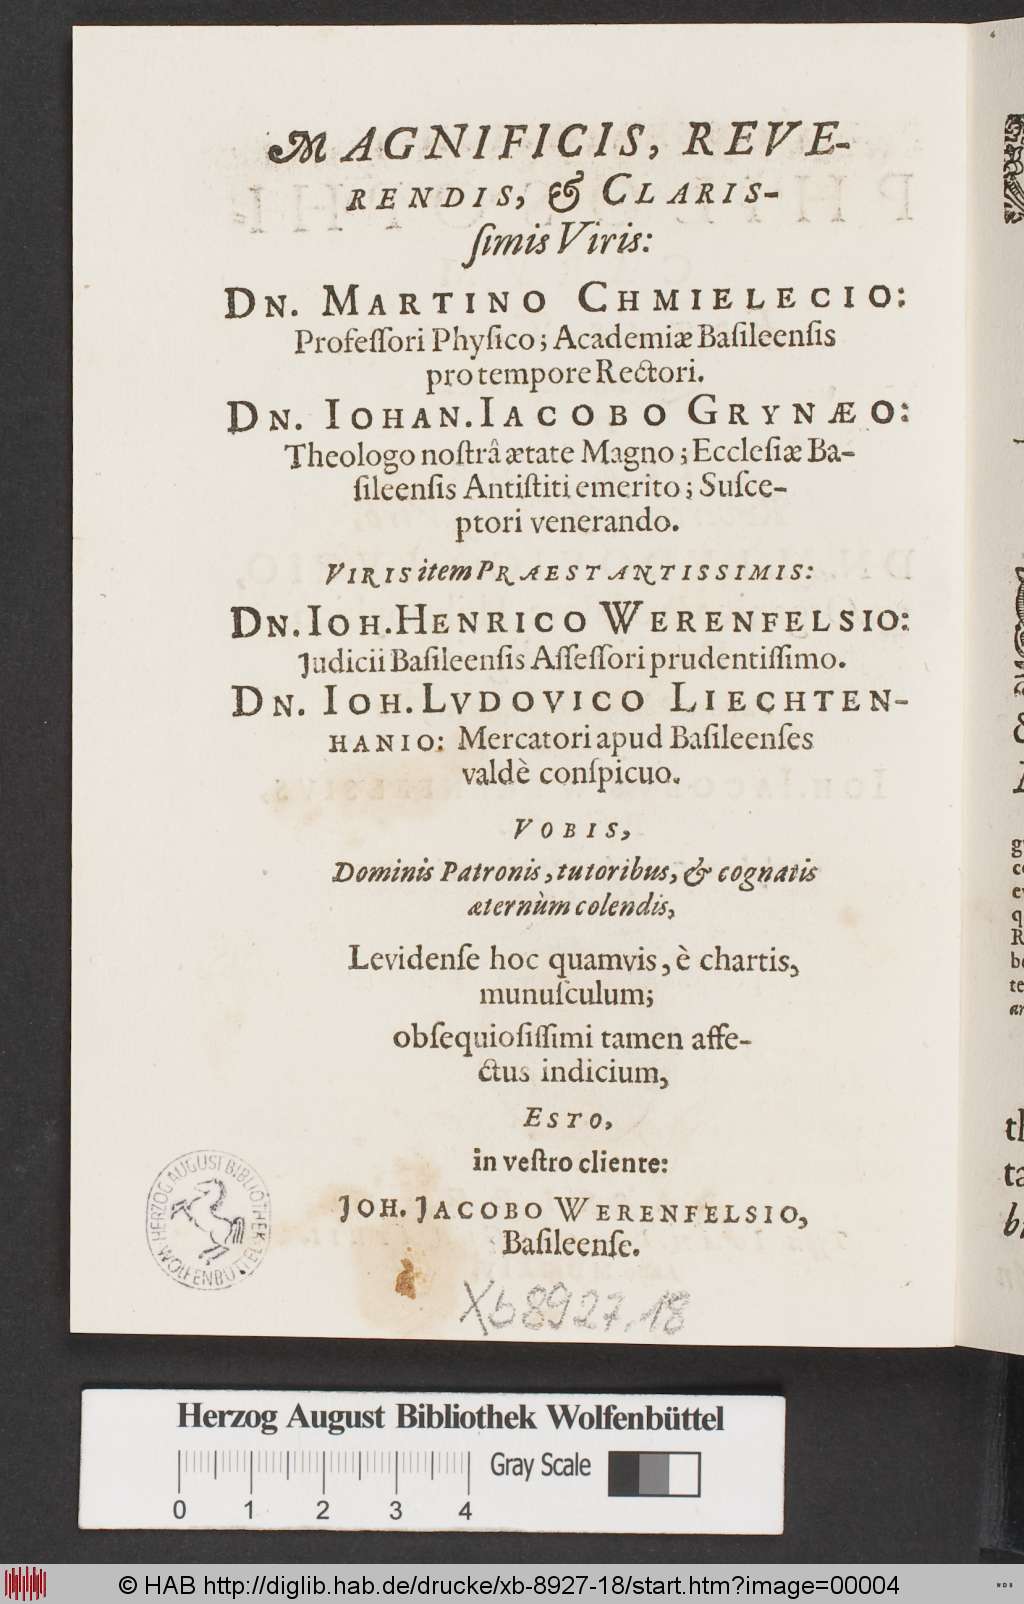 MAGNIFICIS, REVE-
RENDIS, & CLARIS-
ſimis Viris:
DN. MARTINO CHMIELECIO:
Profeſſori Phyſico; Academiæ Baſileenſis
pro tempore Rectori.
DN. IOHAN. IACOBO GRYNÆO:
Theologo noſtrâ ætate Magno; Eccleſiæ Ba-
ſileenſis Antiſtiti emerito; Suſce-
ptori venerando.
VIRIS item PRAESTANTISSIMIS:
DN. IOH. HENRICO WERENFELSIO:
Judicii Baſileenſis Aſſeſſori prudentiſſimo.
DN. IOH. LVDOVICO LIECHTEN-
HANIO: Mercatori apud Baſileenſes
valdè conſpicuo.
VOBIS,
Dominis Patronis, tutoribus, & cognatis
æternùm colendis,
Levidenſe hoc quamvis, è chartis,
munuſculum;
obſequioſiſſimi tamen affe-
ctus indicium,
ESTO,
in veſtro cliente:
JOH. JACOBO WERENFELSIO,
Baſileenſe.
HERZOG AUGUST BIBLIOTHEK
WOLFENBÜTTEL
Xb 8927.18
Herzog August Bibliothek Wolfenbüttel
Gray Scale
0 1 2 3 4
© HAB http://diglib.hab.de/drucke/xb-8927-18/start.htm?image=00004